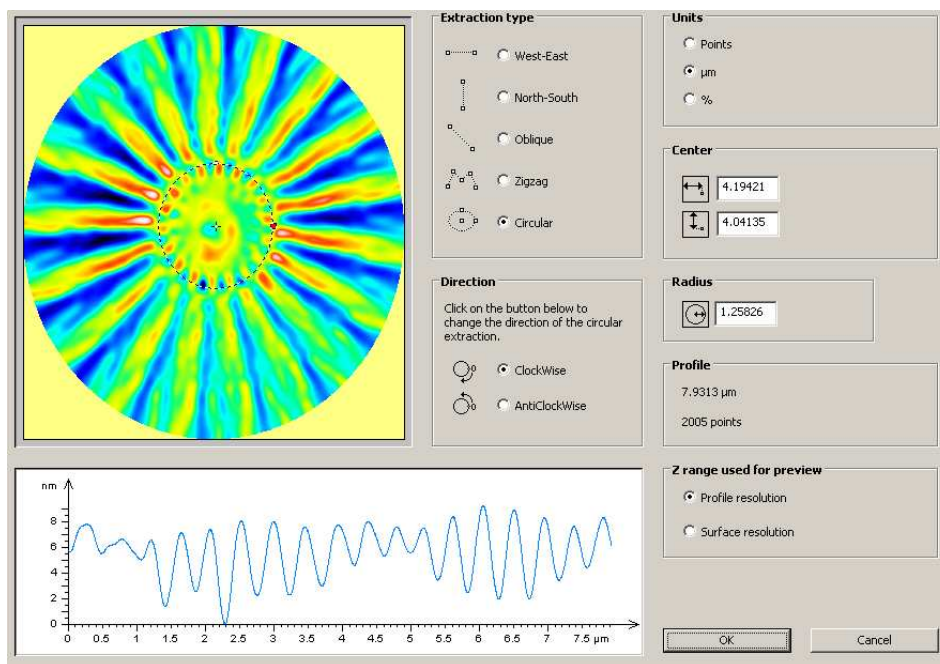 Extraction type
West-East
North-South
Oblique
Zigzag
Circular
Units
Points
µm
%
Center
4.19421
4.04135
Direction
Click on the button below to
change the direction of the circular
extraction.
ClockWise
AntiClockWise
Radius
1.25826
Profile
7.9313 µm
2005 points
Z range used for preview
Profile resolution
Surface resolution
nm
8
6
4
2
0
0 0.5 1 1.5 2 2.5 3 3.5 4 4.5 5 5.5 6 6.5 7 7.5 µm
OK
Cancel